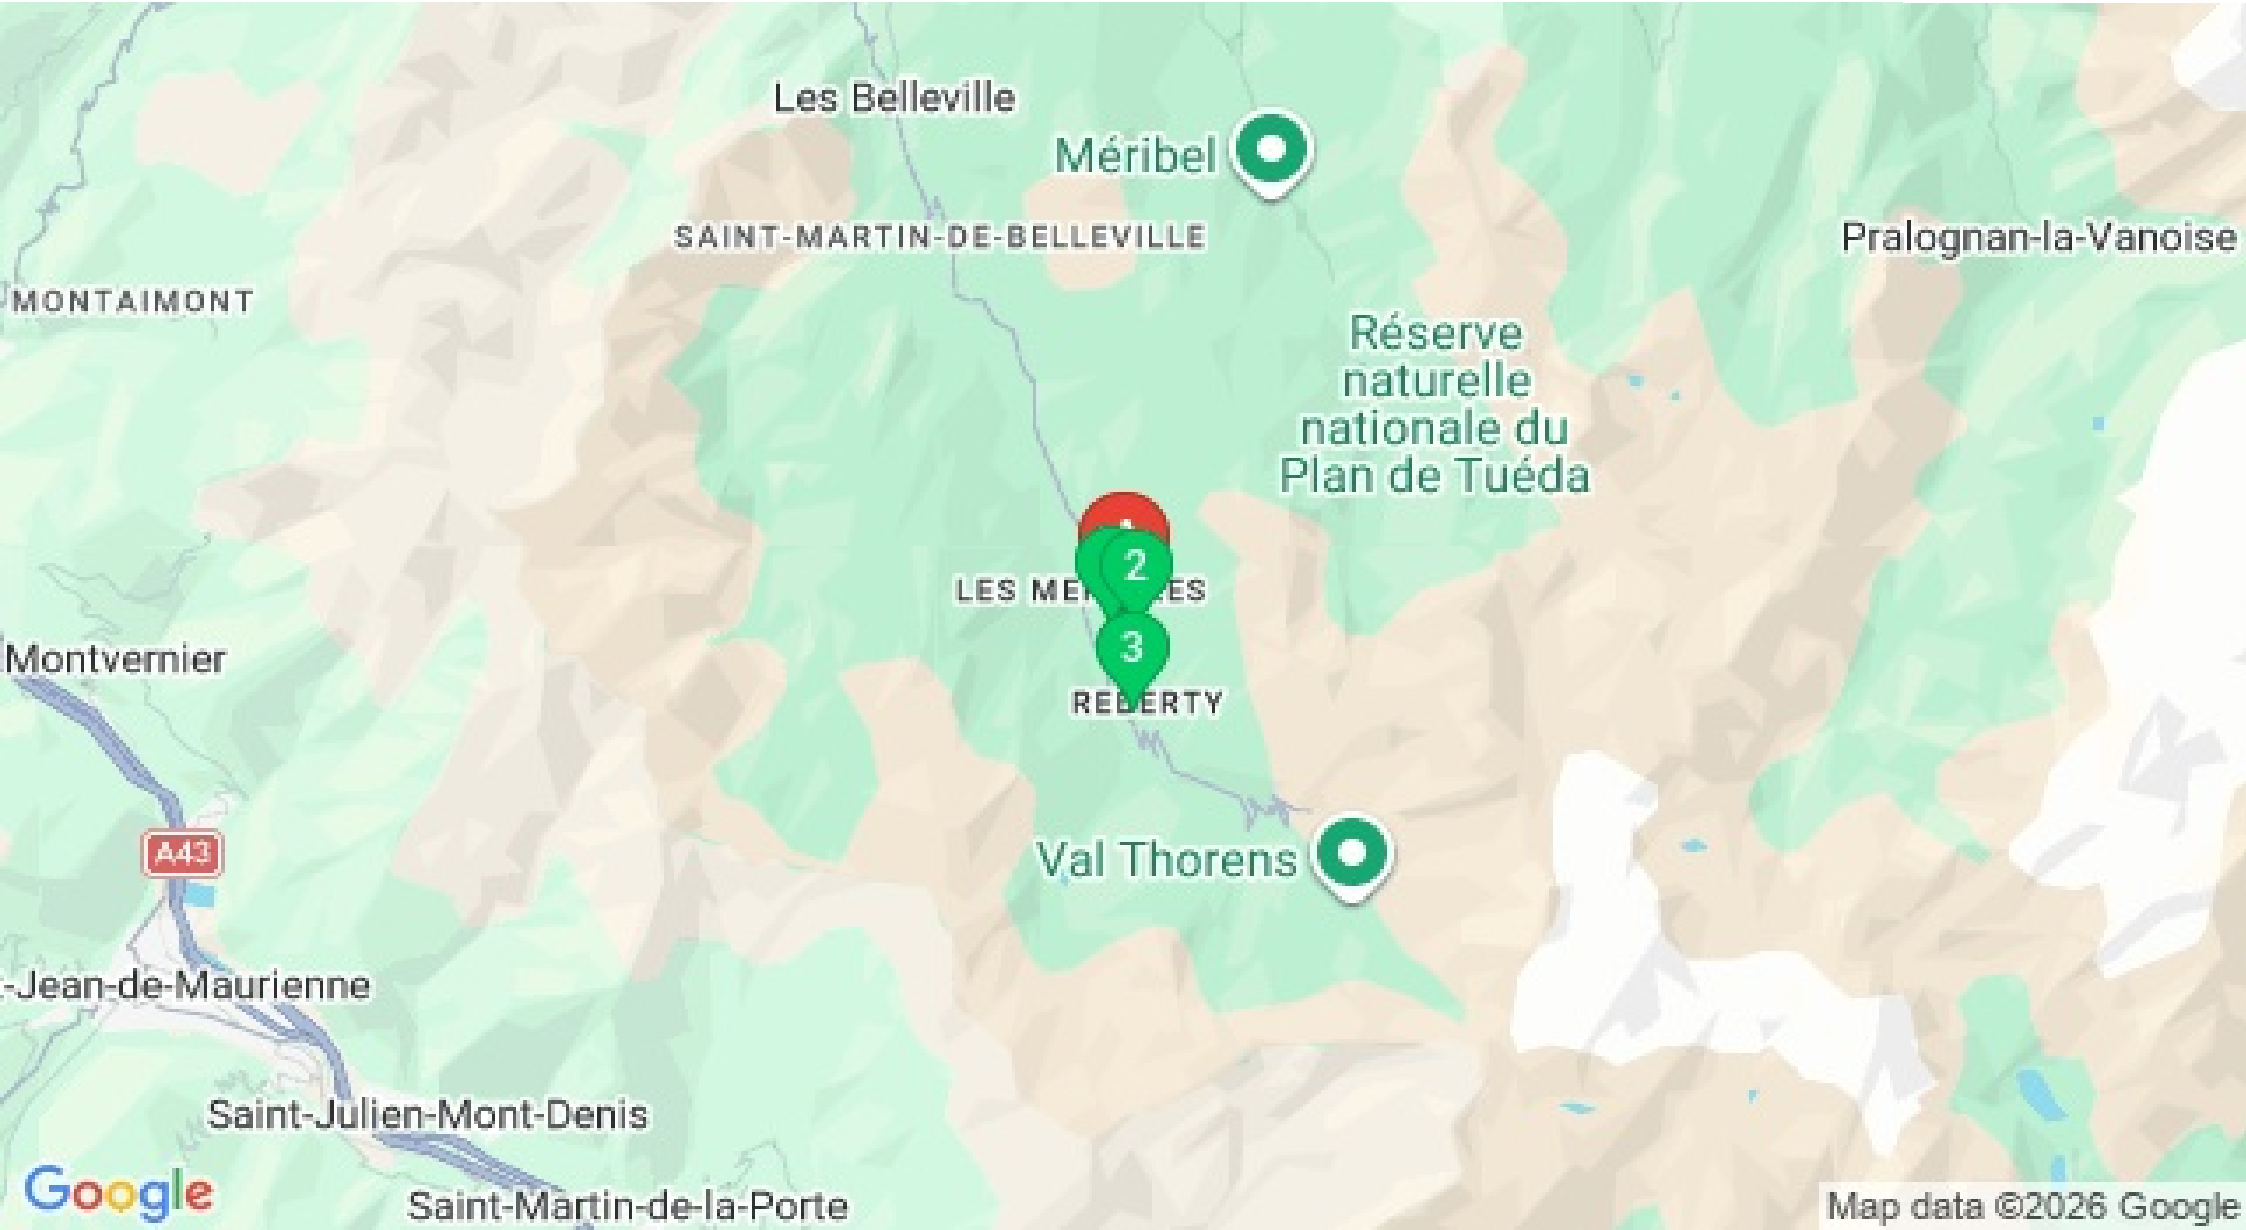 Les Belleville
Méribel
SAINT-MARTIN-DE-BELLEVILLE
Pralognan-la-Vanoise
MONTAIMONT
Réserve
naturelle
nationale du
Plan de Tuéda
2
3
Montvernier
REBERTY
A43
Val Thorens
-Jean-de-Maurienne
Saint-Julien-Mont-Denis
Saint-Martin-de-la-Porte
Google
Map data ©2026 Google